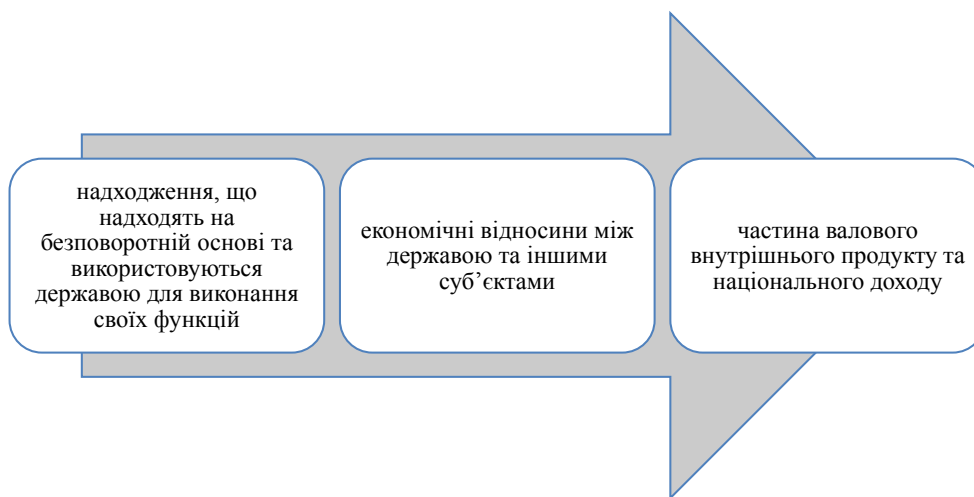 надходження, що
надходять на
безповоротній основі та
використовуються
державою для виконання
своїх функцій
економічні відносини між
державою та іншими
суб’єктами
частина валового
внутрішнього продукту та
національного доходу